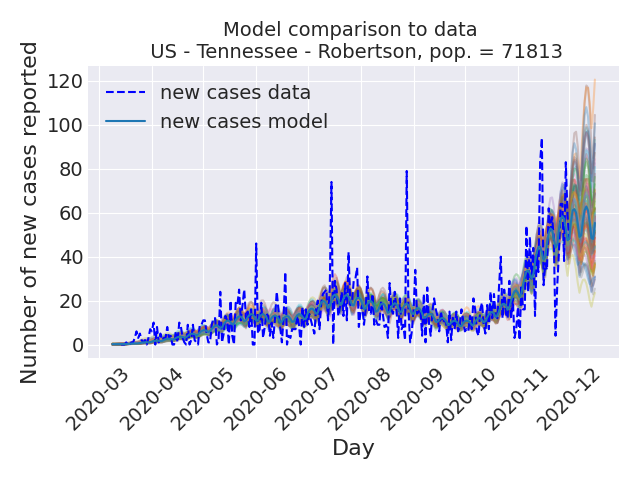 Model comparison to data
US - Tennessee - Robertson, pop. = 71813
Number of new cases reported
120
100
80
60
40
20
0
new cases data
new cases model
2020-03
2020-04
2020-05
2020-06
2020-07
2020-08
2020-09
2020-10
2020-11
2020-12
Day